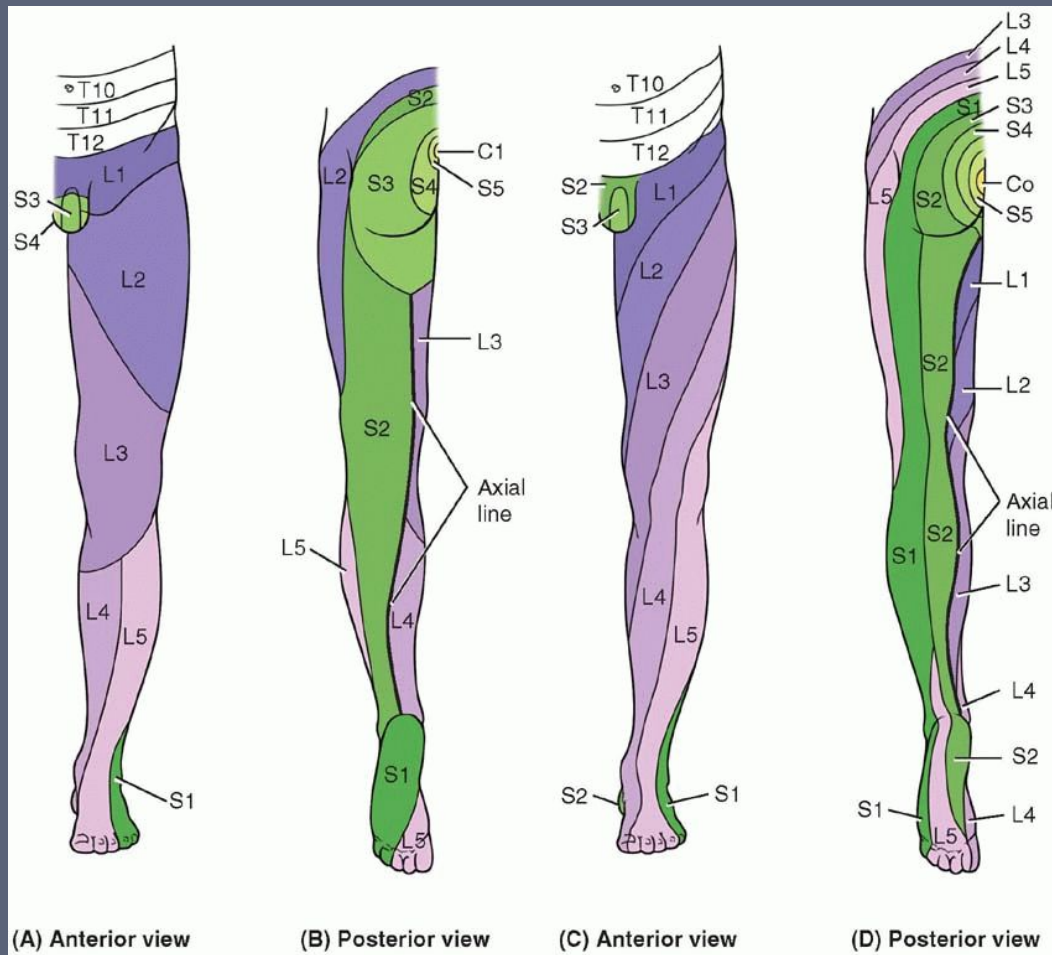 T10
T11
T12
L1
S3
S4
L2
L3
L4
L5
S1
(A) Anterior view
S2
L2
S3
S4
C1
S5
L3
S2
Axial
line
L5
L4
S1
L5
(B) Posterior view
T10
T11
T12
S2
L1
S3
L2
L3
L4
L5
S2
S1
(C) Anterior view
L3
L4
L5
S1
S3
S4
L5
S2
Co
S5
L1
S2
L2
Axial
line
S1
S2
L3
L4
S2
S1
L4
L5
(D) Posterior view